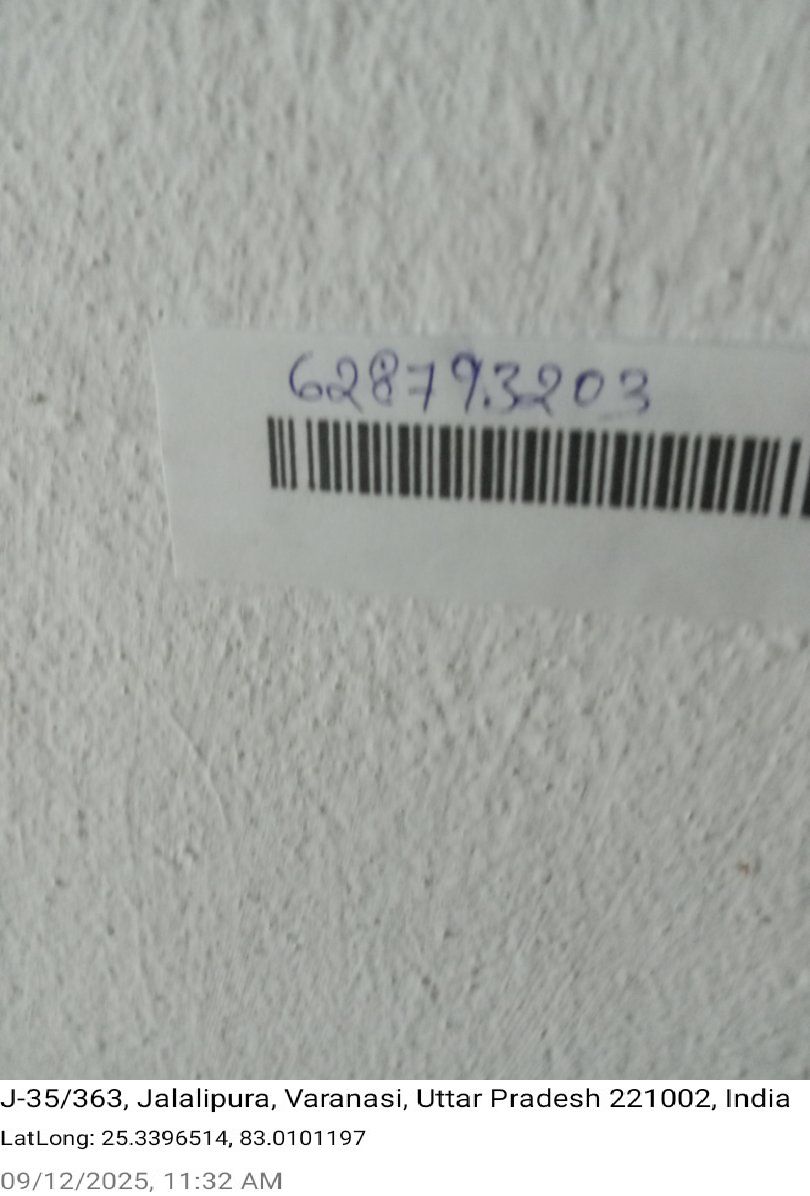 6287793203
J-35/363, Jalalipura, Varanasi, Uttar Pradesh 221002, India
LatLong: 25.3396514, 83.0101197
09/12/2025, 11:32 AM